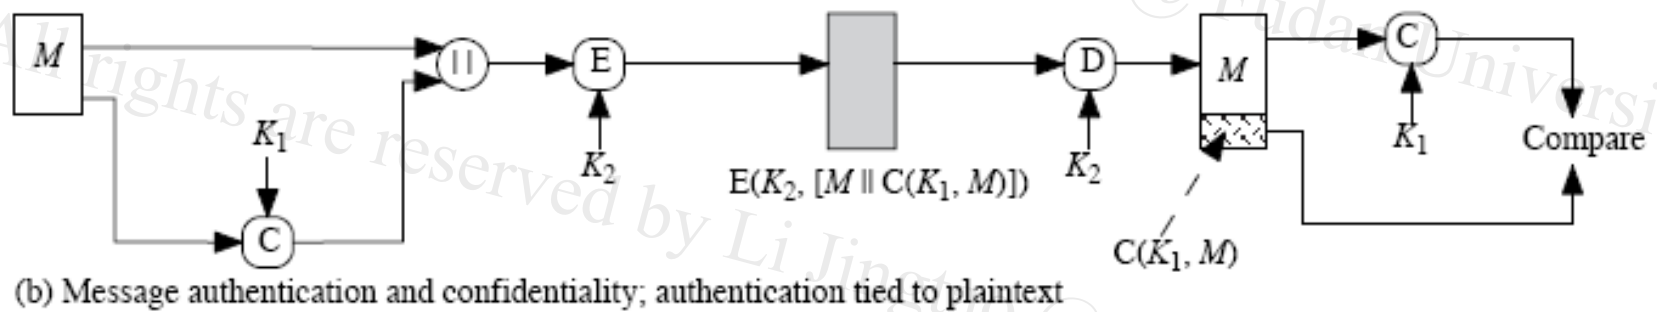 M
||
E
D
M
C
K₁
K₂
K₂
K₁
Compare
E(K₂, [M || C(K₁, M)])
C
C(K₁, M)
(b) Message authentication and confidentiality; authentication tied to plaintext
All rights are reserved by Li Jingtao
© Fudan Universi